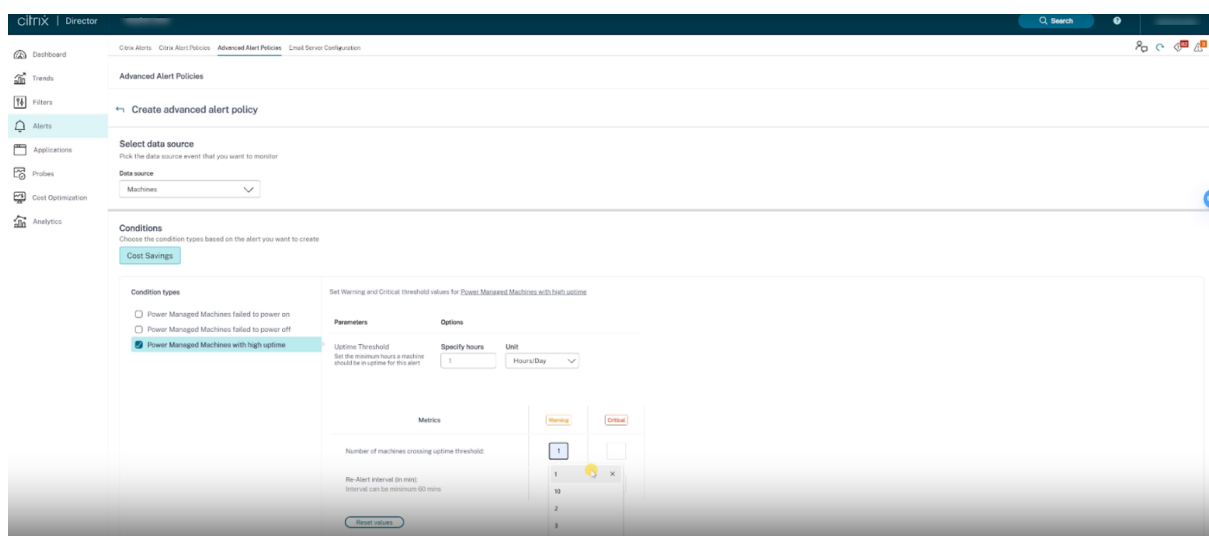 citrix | Director
Search
Dashboard
Trends
Filters
Alerts
Applications
Probes
Cost Optimization
Analytics
Citrix Alerts Citrix Alert Policies Advanced Alert Policies Email Server Configuration
Advanced Alert Policies
Create advanced alert policy
Select data source
Pick the data source event that you want to monitor
Data source
Machines
Conditions
Choose the condition types based on the alert you want to create
Cost Savings
Condition types
Power Managed Machines failed to power on
Power Managed Machines failed to power off
Power Managed Machines with high uptime
Set Warning and Critical threshold values for Power Managed Machines with high uptime
Parameters Options
Uptime Threshold
Set the minimum hours a machine
should be in uptime for this alert
Specify hours Unit
1 Hours/Day
Metrics Warning Critical
Number of machines crossing uptime threshold: 1
Re-Alert interval (in min):
Interval can be minimum 60 mins
1
10
2
3
Reset values